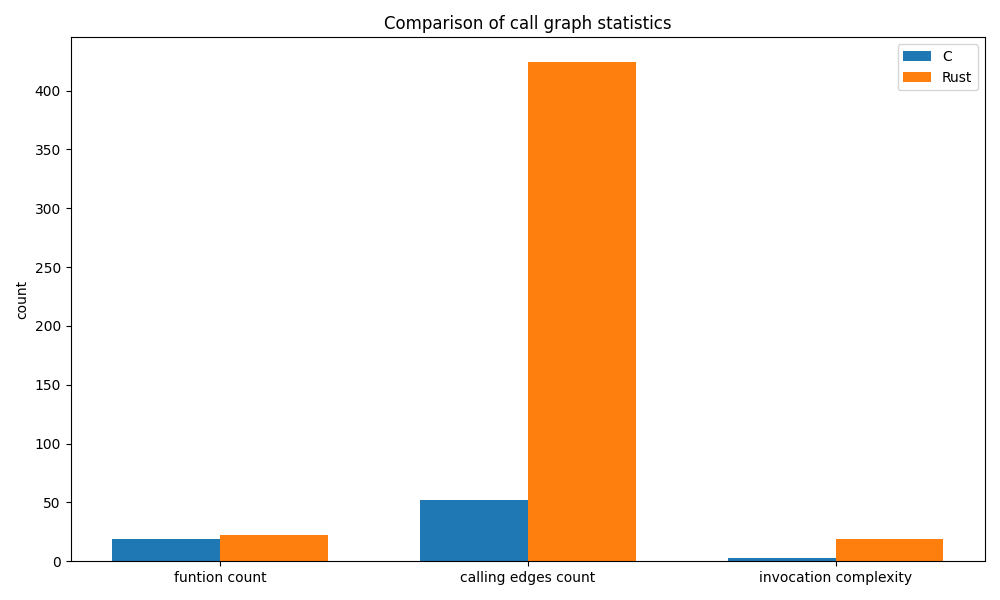 Comparison of call graph statistics
C
Rust
count
400
350
300
250
200
150
100
50
0
funtion count
calling edges count
invocation complexity